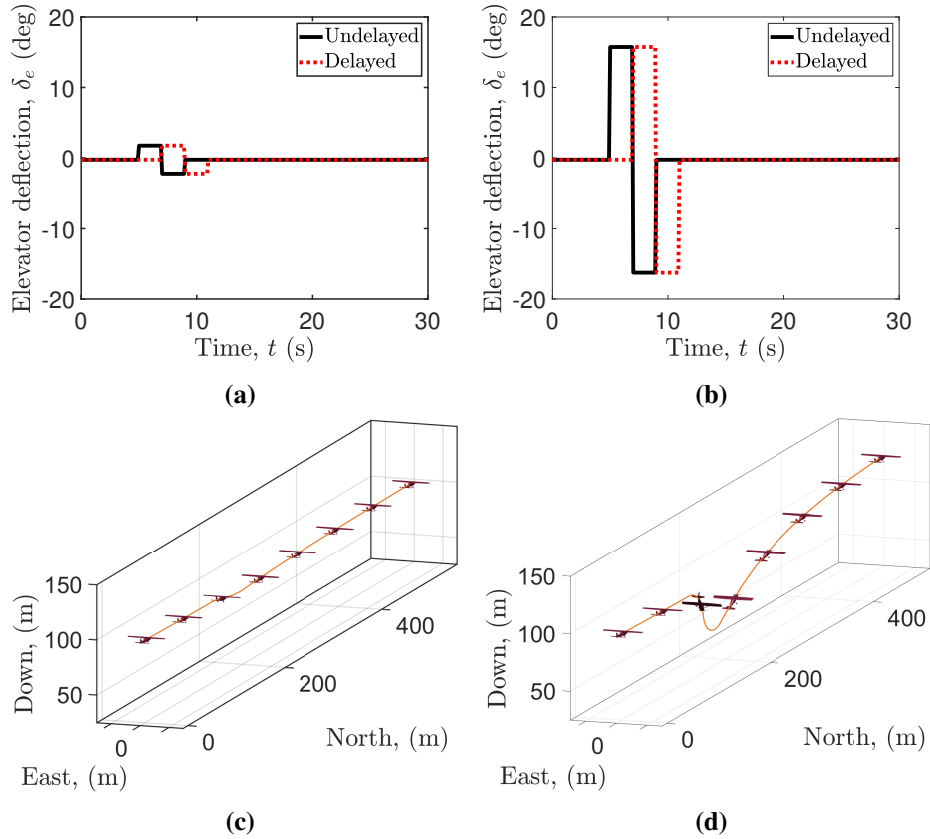 20
10
0
-10
-20
Elevator deflection, δₑ (deg)
Undelayed
Delayed
0
10
20
30
Time, t (s)
(a)
20
10
0
-10
-20
Elevator deflection, δₑ (deg)
Undelayed
Delayed
0
10
20
30
Time, t (s)
(b)
150
100
50
Down, (m)
0
East, (m)
0
200
400
North, (m)
(c)
150
100
50
Down, (m)
0
East, (m)
0
200
400
North, (m)
(d)